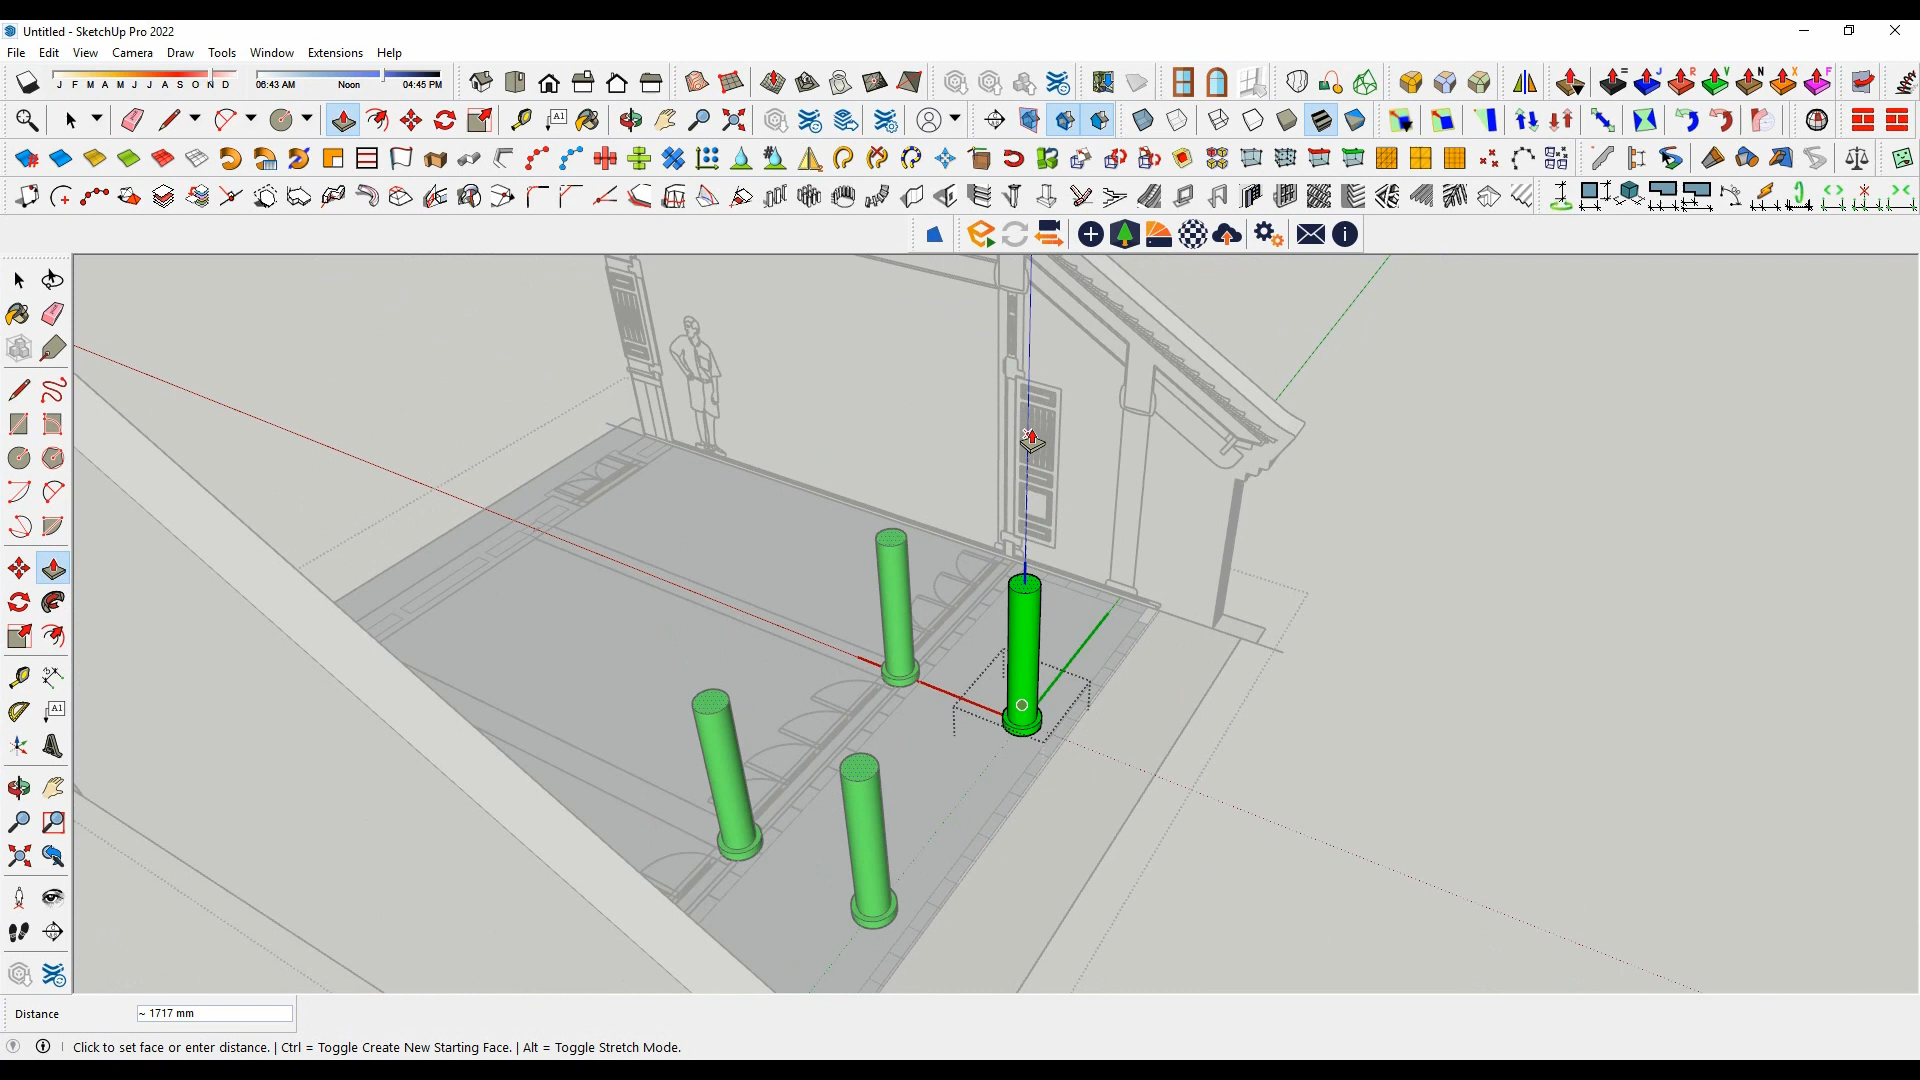 Untitled - SketchUp Pro 2022
File Edit View Camera Draw Tools Window Extensions Help
J F M A M J J A S O N D 06:43 AM Noon 04:45 PM
= J R V N X F
A1
A1
Distance ~ 1717 mm
Click to set face or enter distance. | Ctrl = Toggle Create New Starting Face. | Alt = Toggle Stretch Mode.